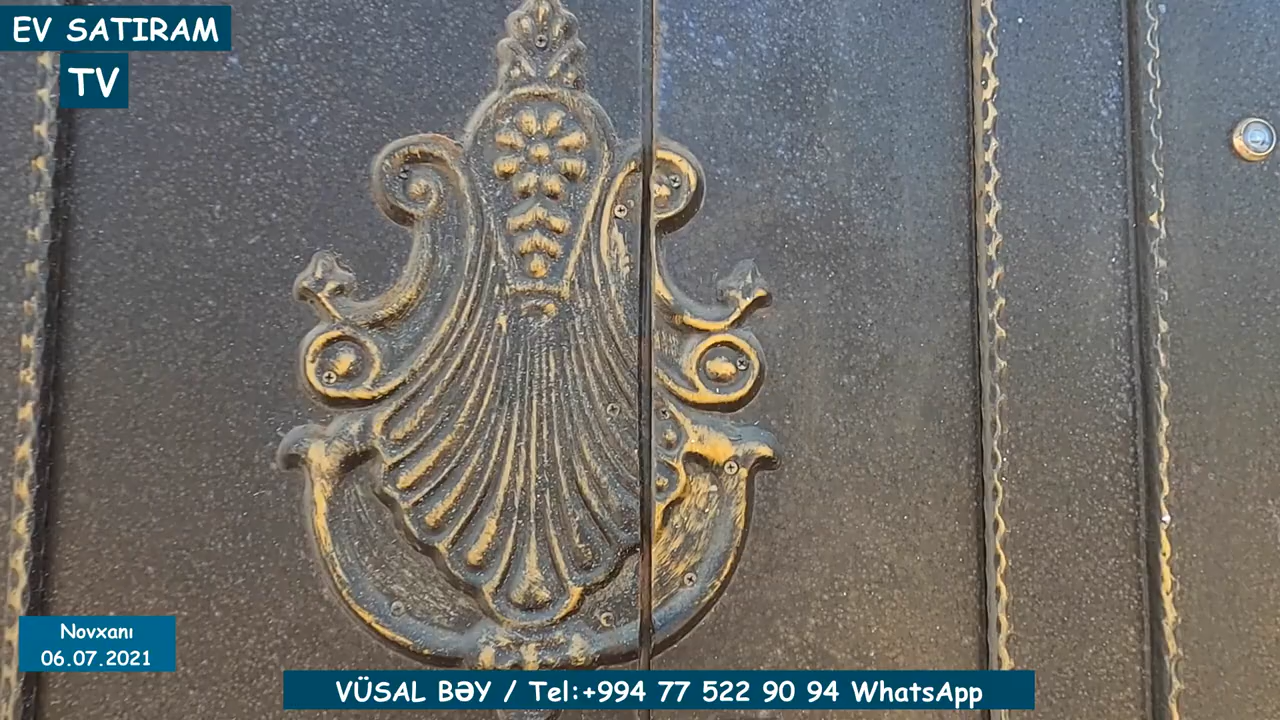 EV SATIRAM
TV
Novxanı
06.07.2021
VÜSAL BƏY / Tel:+994 77 522 90 94 WhatsApp